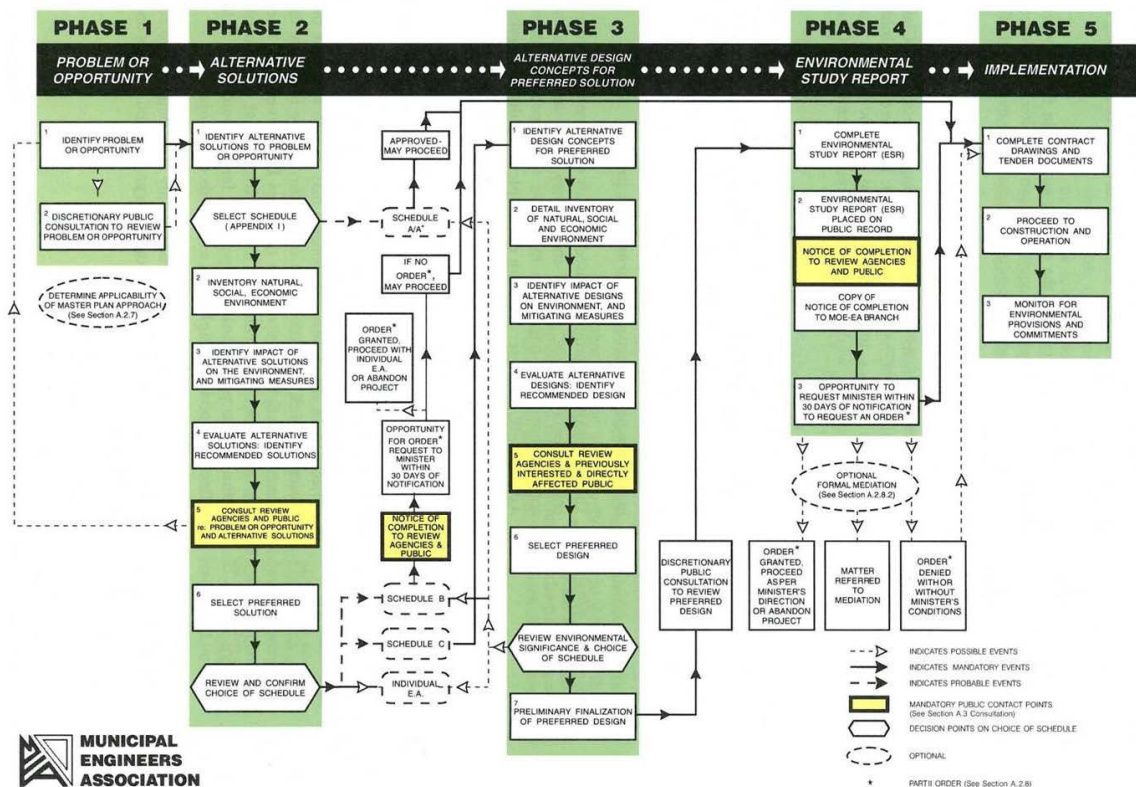 PHASE 1
PROBLEM OR
OPPORTUNITY
1 IDENTIFY PROBLEM
OR OPPORTUNITY
2 DISCRETIONARY PUBLIC
CONSULTATION TO REVIEW
PROBLEM OR OPPORTUNITY
DETERMINE APPLICABILITY
OF MASTER PLAN APPROACH
(See Section A.2.7)
PHASE 2
ALTERNATIVE
SOLUTIONS
1 IDENTIFY ALTERNATIVE
SOLUTIONS TO PROBLEM
OR OPPORTUNITY
SELECT SCHEDULE
(APPENDIX I)
2 INVENTORY NATURAL,
SOCIAL, ECONOMIC
ENVIRONMENT
3 IDENTIFY IMPACT OF
ALTERNATIVE SOLUTIONS
ON THE ENVIRONMENT,
AND MITIGATING MEASURES
4 EVALUATE ALTERNATIVE
SOLUTIONS: IDENTIFY
RECOMMENDED SOLUTIONS
5 CONSULT REVIEW
AGENCIES AND PUBLIC
re: PROBLEM OR OPPORTUNITY
AND ALTERNATIVE SOLUTIONS
6 SELECT PREFERRED
SOLUTION
REVIEW AND CONFIRM
CHOICE OF SCHEDULE
APPROVED-
MAY PROCEED
SCHEDULE
A/A+
IF NO
ORDER*,
MAY PROCEED
ORDER*
GRANTED,
PROCEED WITH
INDIVIDUAL
E.A.
OR ABANDON
PROJECT
OPPORTUNITY
FOR ORDER*
REQUEST TO
MINISTER
WITHIN
30 DAYS OF
NOTIFICATION
NOTICE OF
COMPLETION
TO REVIEW
AGENCIES &
PUBLIC
SCHEDULE B
SCHEDULE C
INDIVIDUAL
E.A.
PHASE 3
ALTERNATIVE DESIGN
CONCEPTS FOR
PREFERRED SOLUTION
1 IDENTIFY ALTERNATIVE
DESIGN CONCEPTS
FOR PREFERRED
SOLUTION
2 DETAIL INVENTORY
OF NATURAL, SOCIAL
AND ECONOMIC
ENVIRONMENT
3 IDENTIFY IMPACT OF
ALTERNATIVE DESIGNS
ON ENVIRONMENT, AND
MITIGATING MEASURES
4 EVALUATE ALTERNATIVE
DESIGNS: IDENTIFY
RECOMMENDED DESIGN
5 CONSULT REVIEW
AGENCIES & PREVIOUSLY
INTERESTED & DIRECTLY
AFFECTED PUBLIC
6 SELECT PREFERRED
DESIGN
REVIEW ENVIRONMENTAL
SIGNIFICANCE & CHOICE
OF SCHEDULE
7 PRELIMINARY FINALIZATION
OF PREFERRED DESIGN
DISCRETIONARY
PUBLIC
CONSULTATION
TO REVIEW
PREFERRED
DESIGN
PHASE 4
ENVIRONMENTAL
STUDY REPORT
1 COMPLETE
ENVIRONMENTAL
STUDY REPORT (ESR)
2 ENVIRONMENTAL
STUDY REPORT (ESR)
PLACED ON
PUBLIC RECORD
NOTICE OF COMPLETION
TO REVIEW AGENCIES
AND PUBLIC
COPY OF
NOTICE OF COMPLETION
TO MOE-EA BRANCH
3 OPPORTUNITY TO
REQUEST MINISTER WITHIN
30 DAYS OF NOTIFICATION
TO REQUEST AN ORDER*
OPTIONAL
FORMAL MEDIATION
(See Section A.2.8.2)
ORDER*
GRANTED,
PROCEED
AS PER
MINISTER'S
DIRECTION
OR ABANDON
PROJECT
MATTER
REFERRED
TO
MEDIATION
ORDER*
DENIED
WITH OR
WITHOUT
MINISTER'S
CONDITIONS
PHASE 5
IMPLEMENTATION
1 COMPLETE CONTRACT
DRAWINGS AND
TENDER DOCUMENTS
2 PROCEED TO
CONSTRUCTION AND
OPERATION
3 MONITOR FOR
ENVIRONMENTAL
PROVISIONS AND
COMMITMENTS
INDICATES POSSIBLE EVENTS
INDICATES MANDATORY EVENTS
INDICATES PROBABLE EVENTS
MANDATORY PUBLIC CONTACT POINTS
(See Section A.3 Consultation)
DECISION POINTS ON CHOICE OF SCHEDULE
OPTIONAL
* PART II ORDER (See Section A.2.8)
MUNICIPAL
ENGINEERS
ASSOCIATION